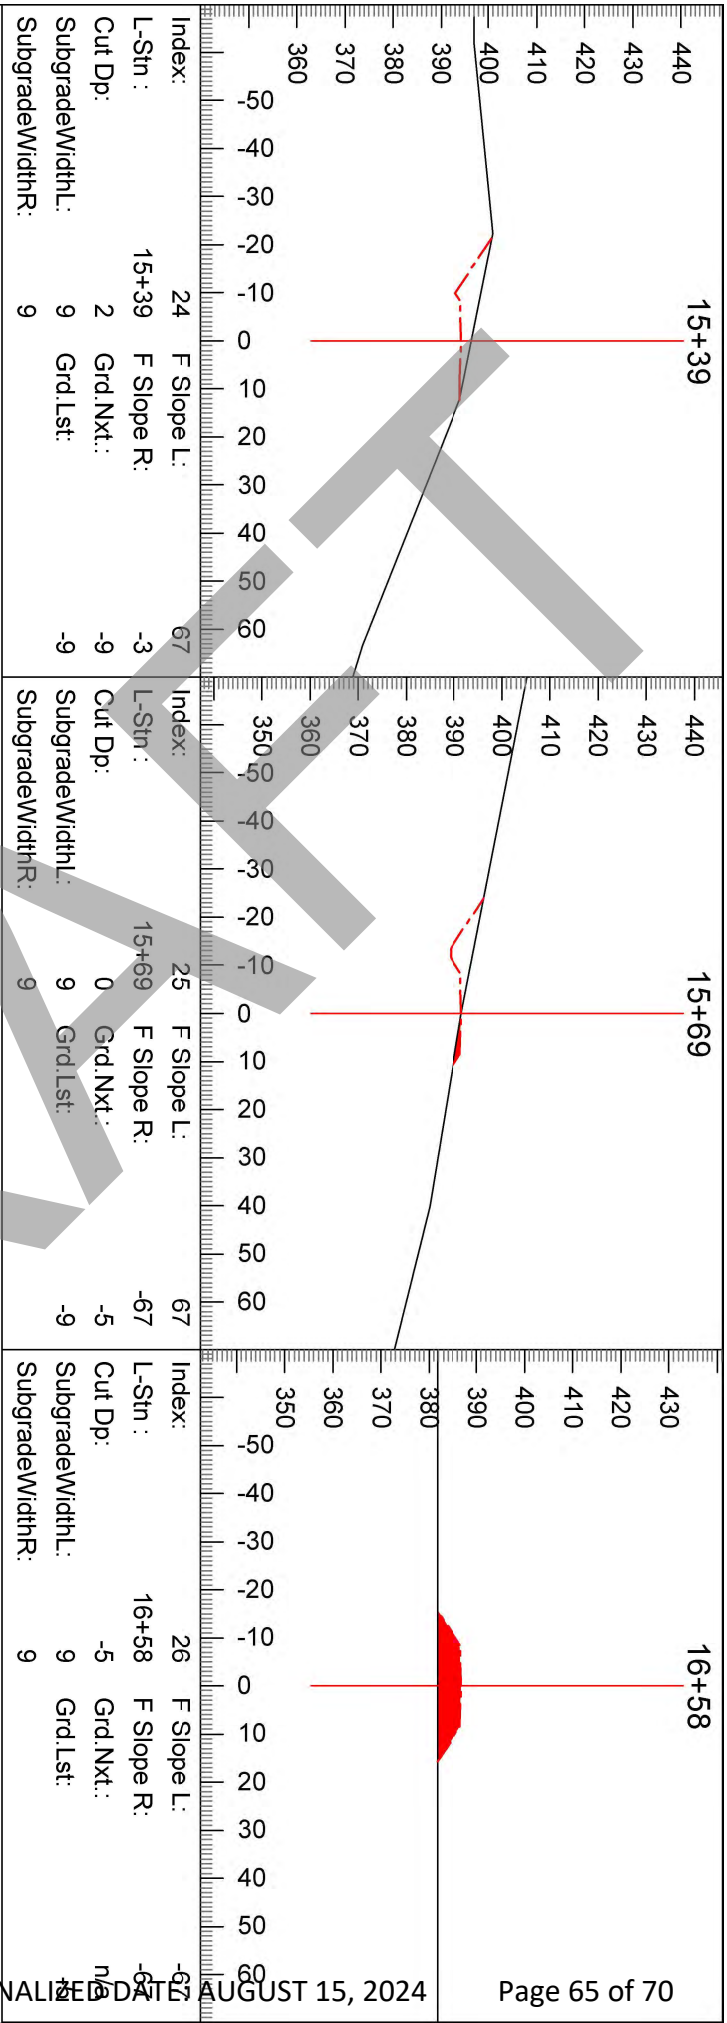 15+39
440
430
420
410
400
390
380
370
360
-50 -40 -30 -20 -10 0 10 20 30 40 50 60
Index: 24 F Slope L: 67
L-Stn : 15+39 F Slope R: -3
Cut Dp: 2 Grd.Nxt.: -9
SubgradeWidthL: 9 Grd.Lst: -9
SubgradeWidthR: 9
15+69
440
430
420
410
400
390
380
370
360
350
-50 -40 -30 -20 -10 0 10 20 30 40 50 60
Index: 25 F Slope L: 67
L-Stn : 15+69 F Slope R: -67
Cut Dp: 0 Grd.Nxt.: -5
SubgradeWidthL: 9 Grd.Lst: -9
SubgradeWidthR: 9
16+58
430
420
410
400
390
380
370
360
350
-50 -40 -30 -20 -10 0 10 20 30 40 50 60
Index: 26 F Slope L: -67
L-Stn : 16+58 F Slope R: -67
Cut Dp: -5 Grd.Nxt.: n/a
SubgradeWidthL: 9 Grd.Lst:
SubgradeWidthR: 9
AFT
NALIZED DATE: AUGUST 15, 2024 Page 65 of 70